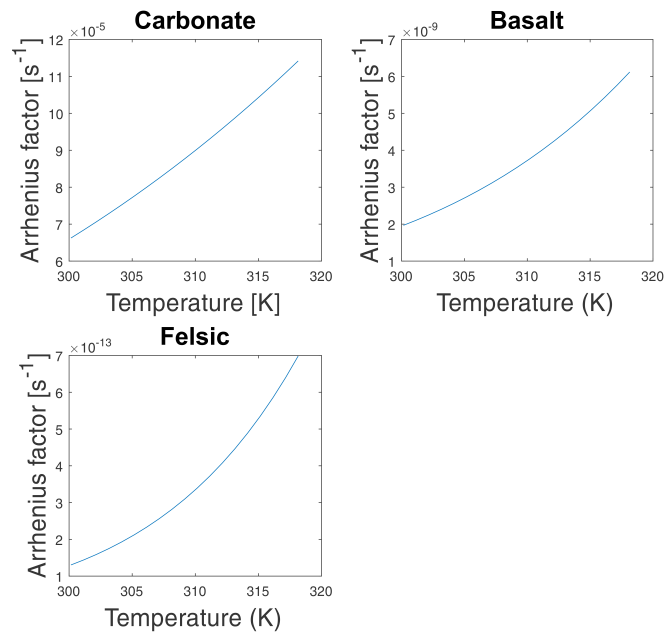 Carbonate
×10^-5
Arrhenius factor [s^-1]
12
11
10
9
8
7
6
300 305 310 315 320
Temperature [K]
Basalt
×10^-9
Arrhenius factor [s^-1]
7
6
5
4
3
2
1
300 305 310 315 320
Temperature (K)
Felsic
×10^-13
Arrhenius factor [s^-1]
7
6
5
4
3
2
1
300 305 310 315 320
Temperature (K)